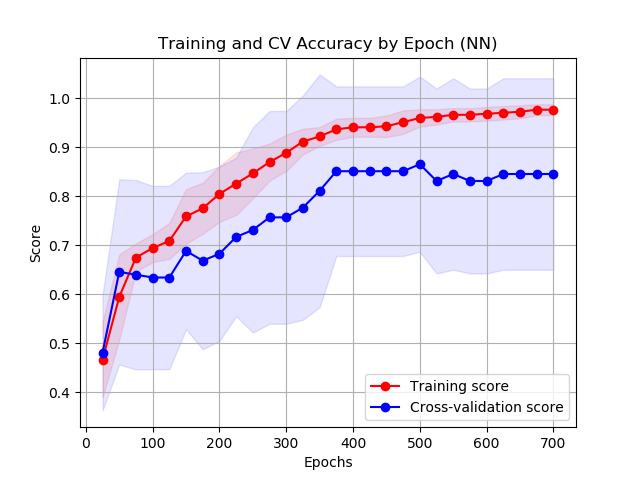 Training and CV Accuracy by Epoch (NN)
1.0
0.9
0.8
0.7
0.6
0.5
0.4
Score
Training score
Cross-validation score
0 100 200 300 400 500 600 700
Epochs